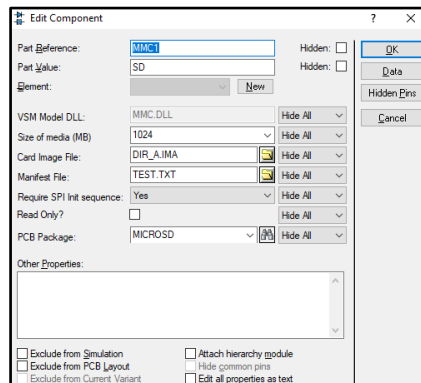 Edit Component ? ×
Part Reference: MMC1 Hidden: OK
Part Value: SD Hidden: Data
Element: New Hidden Pins
VSM Model DLL: MMC.DLL Hide All Cancel
Size of media (MB) 1024 Hide All
Card Image File: DIR_A.IMA Hide All
Manifest File: TEST.TXT Hide All
Require SPI Init sequence: Yes Hide All
Read Only? Hide All
PCB Package: MICROSD Hide All
Other Properties:
Exclude from Simulation Attach hierarchy module
Exclude from PCB Layout Hide common pins
Exclude from Current Variant Edit all properties as text